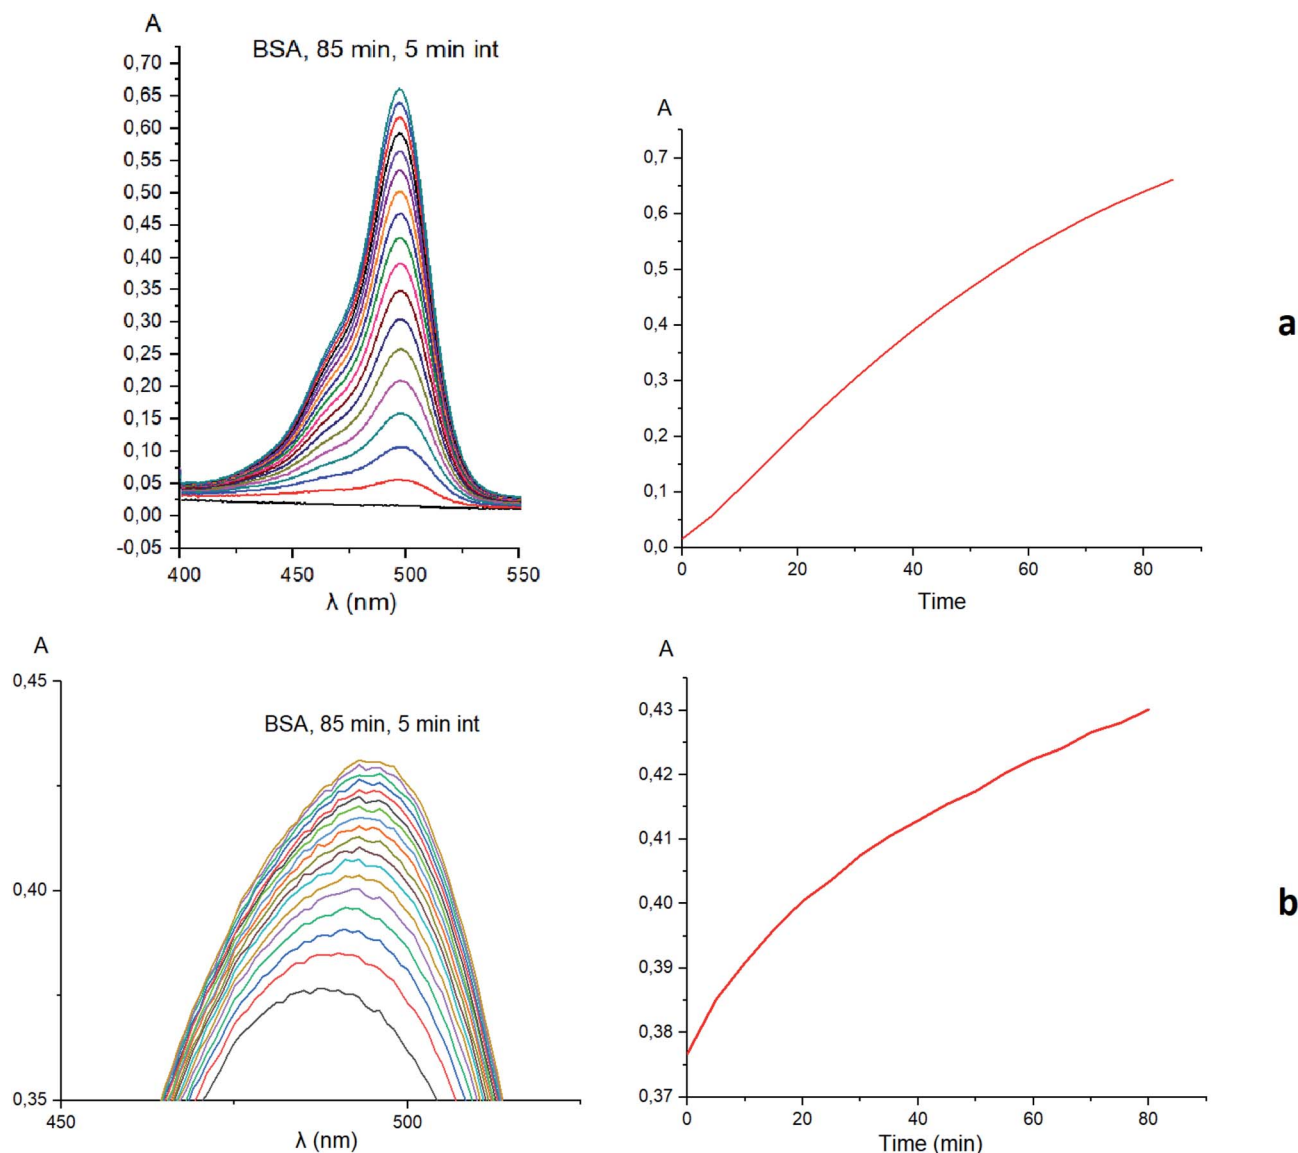 A
BSA, 85 min, 5 min int
0,70
0,65
0,60
0,55
0,50
0,45
0,40
0,35
0,30
0,25
0,20
0,15
0,10
0,05
0,00
-0,05
400 450 500 550
λ (nm)
A
0,7
0,6
0,5
0,4
0,3
0,2
0,1
0,0
0 20 40 60 80
Time
a
A
0,45
BSA, 85 min, 5 min int
0,40
0,35
450 500
λ (nm)
A
0,43
0,42
0,41
0,40
0,39
0,38
0,37
0 20 40 60 80
Time (min)
b